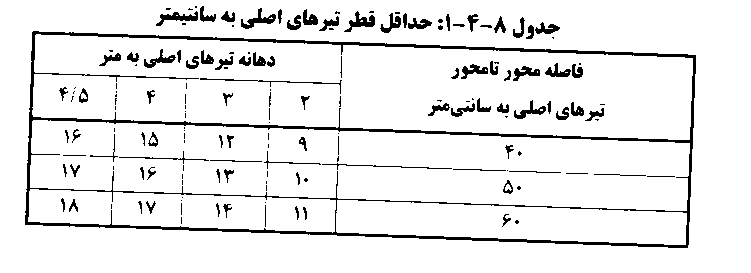 جدول ۸-۴-۱: حداقل قطر تیرهای اصلی به سانتیمتر
فاصله محور تامحور تیرهای اصلی به سانتی‌متر | دهانه تیرهای اصلی به متر
۲ | ۳ | ۴ | ۴/۵
۴۰ | ۹ | ۱۲ | ۱۵ | ۱۶
۵۰ | ۱۰ | ۱۳ | ۱۶ | ۱۷
۶۰ | ۱۱ | ۱۴ | ۱۷ | ۱۸